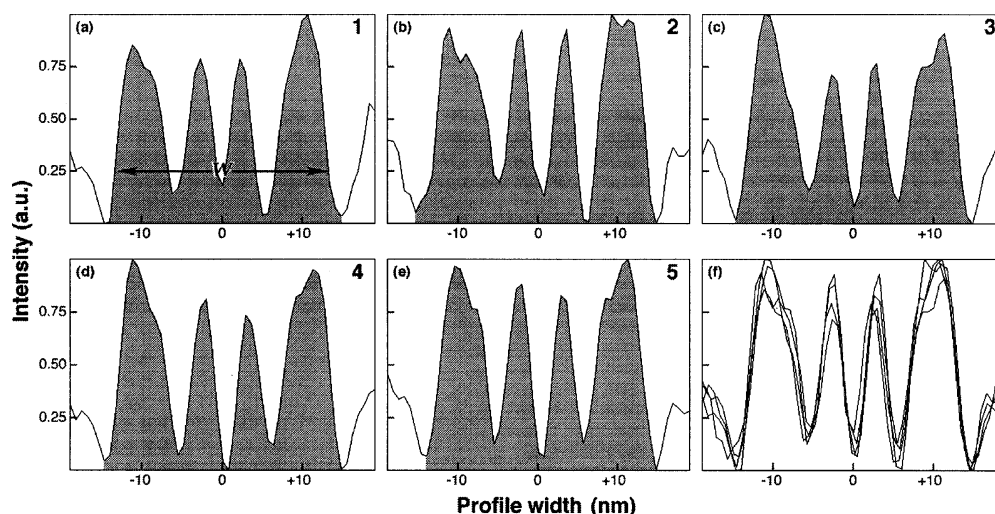 (a) 1
(b) 2
(c) 3
0.75
0.50
0.25
W
-10 0 +10
-10 0 +10
-10 0 +10
Intensity (a.u.)
(d) 4
(e) 5
(f)
0.75
0.50
0.25
-10 0 +10
-10 0 +10
-10 0 +10
Profile width (nm)